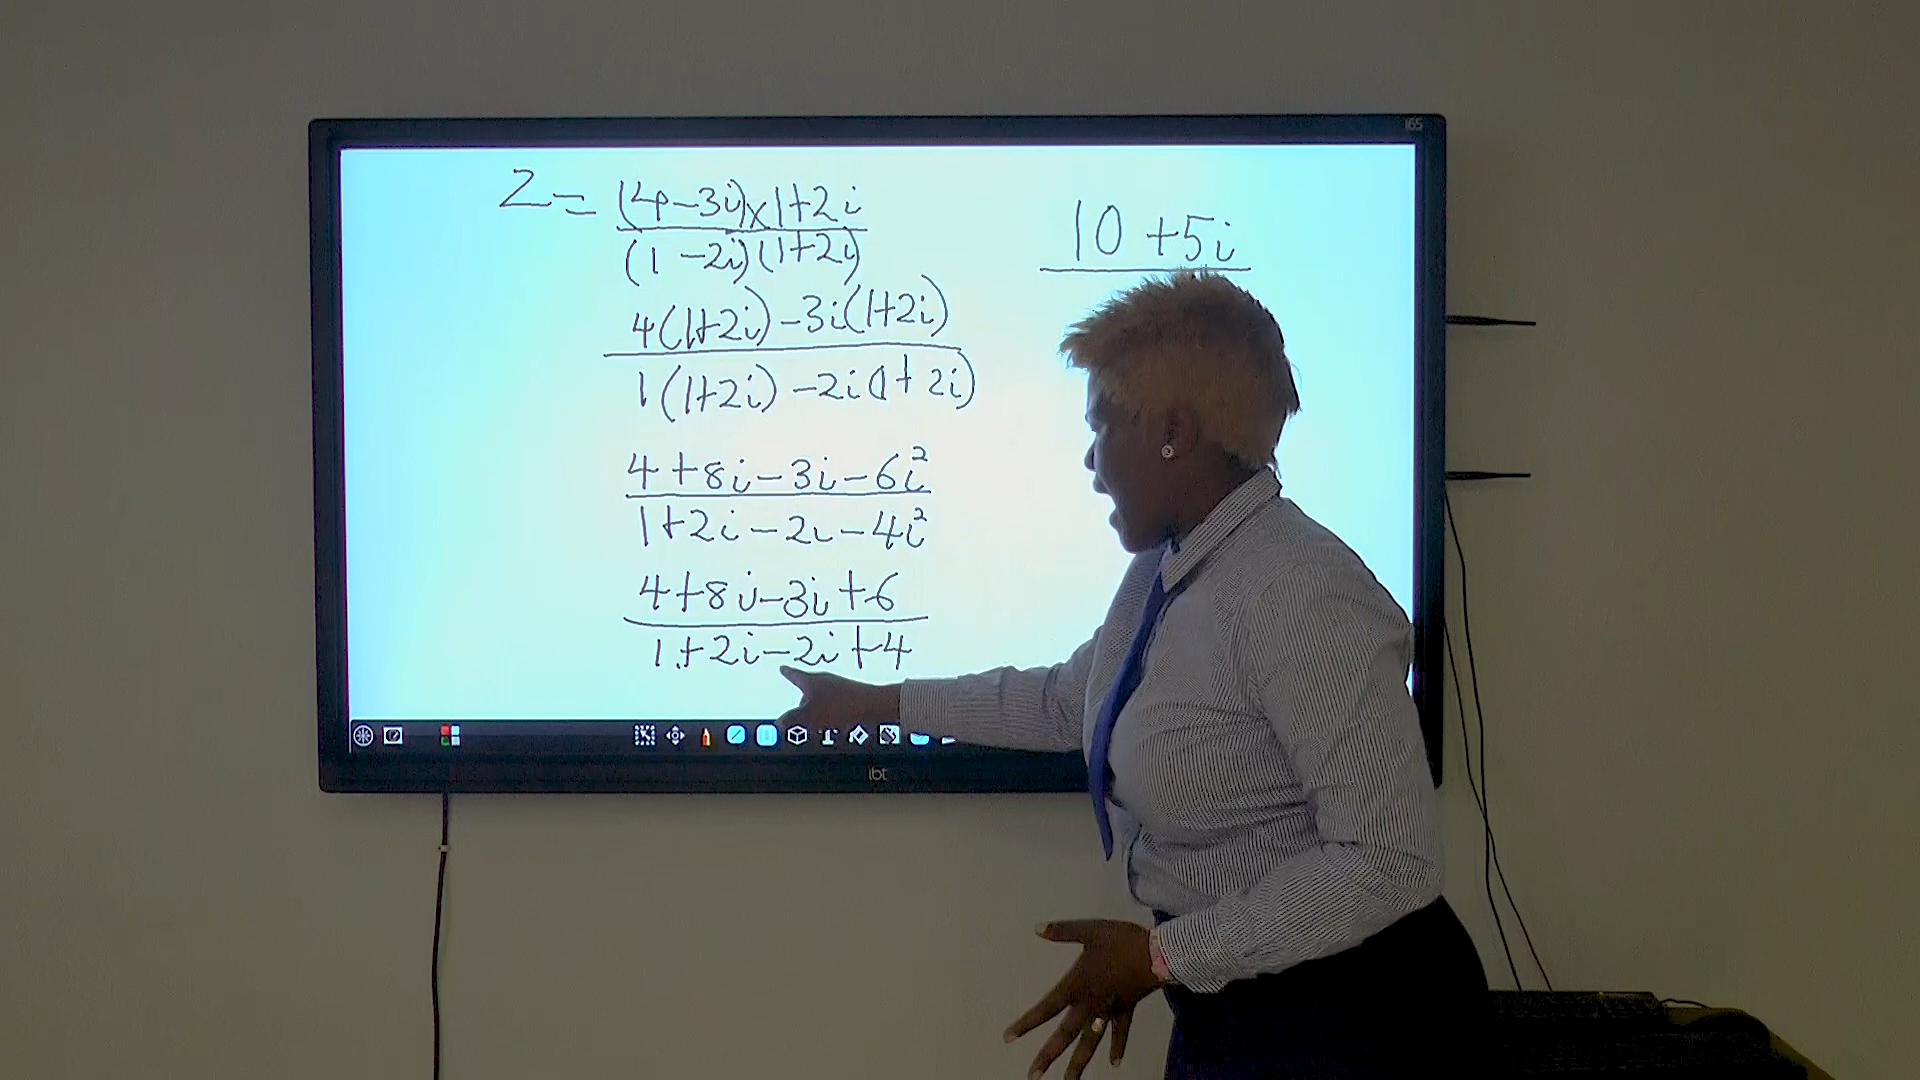 Z = (4-3i) x 1+2i
(1-2i)(1+2i)
4(1+2i) -3i(1+2i)
1(1+2i) -2i(1+2i)
4+8i-3i-6i²
1+2i-2i-4i²
4+8i-3i+6
1+2i-2i+4
10+5i
i65
ibt